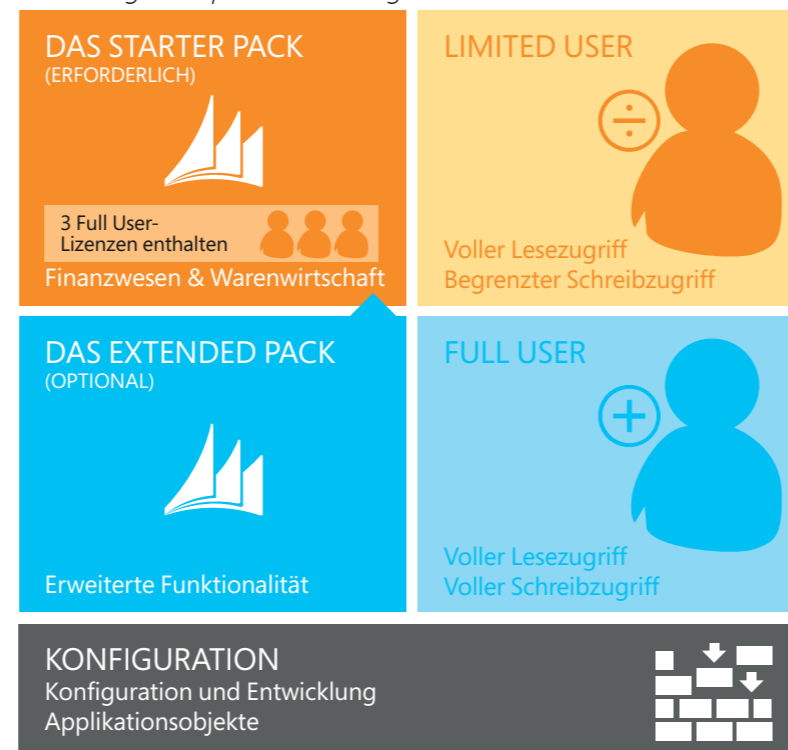 DAS STARTER PACK
(ERFORDERLICH)
3 Full User-
Lizenzen enthalten
Finanzwesen & Warenwirtschaft
LIMITED USER
Voller Lesezugriff
Begrenzter Schreibzugriff
DAS EXTENDED PACK
(OPTIONAL)
Erweiterte Funktionalität
FULL USER
Voller Lesezugriff
Voller Schreibzugriff
KONFIGURATION
Konfiguration und Entwicklung
Applikationsobjekte